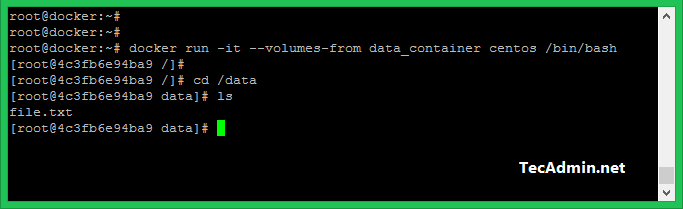 root@docker:~#
root@docker:~#
root@docker:~# docker run -it --volumes-from data_container centos /bin/bash
[root@4c3fb6e94ba9 /]#
[root@4c3fb6e94ba9 /]# cd /data
[root@4c3fb6e94ba9 data]# ls
file.txt
[root@4c3fb6e94ba9 data]#
TecAdmin.net